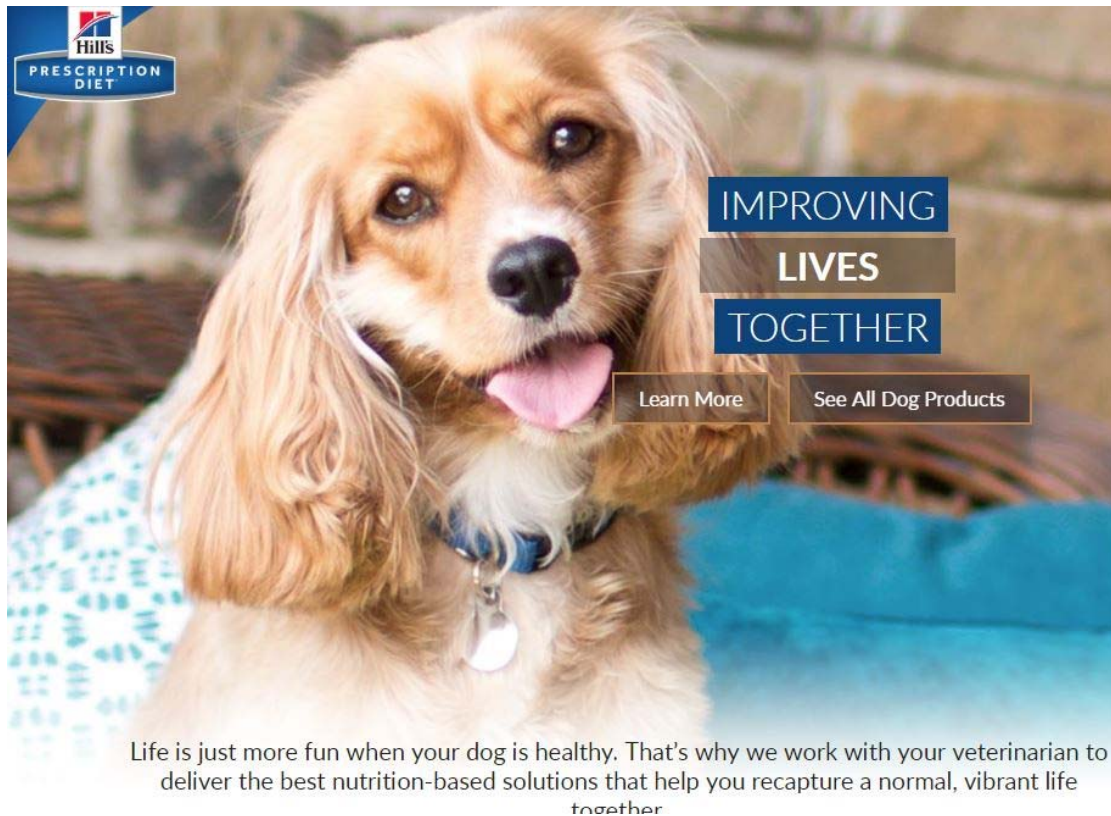 Hill's
PRESCRIPTION
DIET
IMPROVING
LIVES
TOGETHER
Learn More
See All Dog Products
Life is just more fun when your dog is healthy. That's why we work with your veterinarian to
deliver the best nutrition-based solutions that help you recapture a normal, vibrant life
together